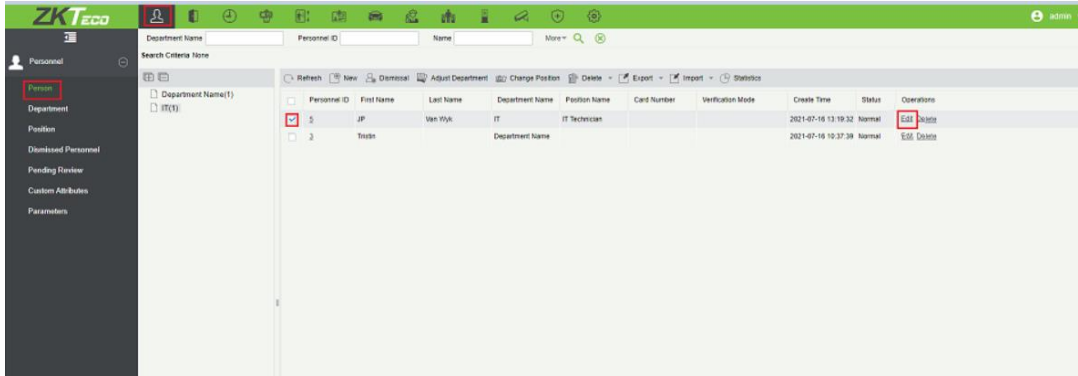 ZKTECO
admin
Department Name Personnel ID Name More
Search Criteria None
Personnel
Person
Department
Position
Dismissed Personnel
Pending Review
Custom Attributes
Parameters
Department Name(1)
IT(1)
Refresh New Dismissal Adjust Department Change Position Delete Export Import Statistics
Personnel ID First Name Last Name Department Name Position Name Card Number Verification Mode Create Time Status Operations
5 JP Van Wyk IT IT Technician 2021-07-16 13:19:32 Normal Edit Delete
3 Tristin Department Name 2021-07-16 10:37:39 Normal Edit Delete